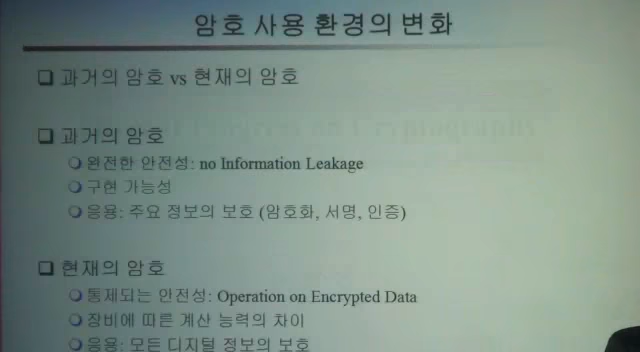 암호 사용 환경의 변화
❑ 과거의 암호 vs 현재의 암호
❑ 과거의 암호
❍ 완전한 안전성: no Information Leakage
❍ 구현 가능성
❍ 응용: 주요 정보의 보호 (암호화, 서명, 인증)
❑ 현재의 암호
❍ 통제되는 안전성: Operation on Encrypted Data
❍ 장비에 따른 계산 능력의 차이
❍ 응용: 모든 디지털 정보의 보호